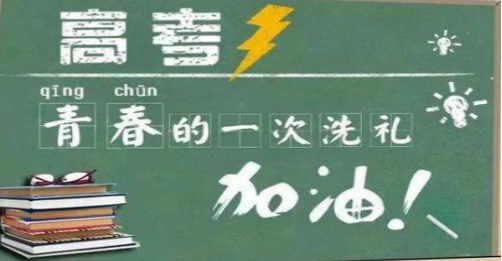 高考
qīng chūn
青春的一次洗礼
加油!